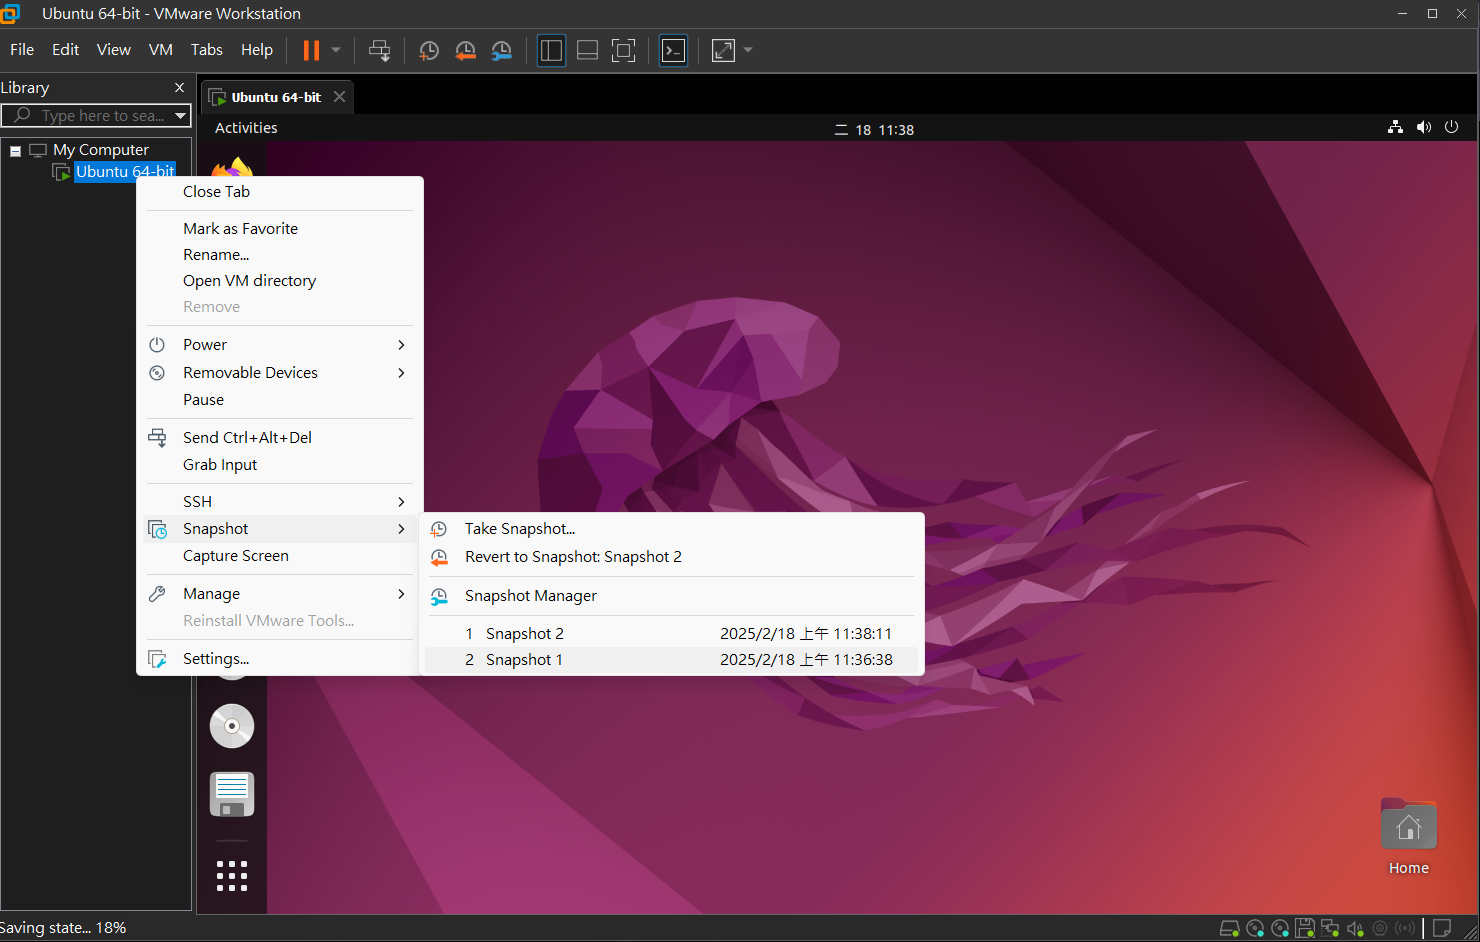 Ubuntu 64-bit - VMware Workstation
File Edit View VM Tabs Help
Library
Type here to sea...
My Computer
Ubuntu 64-bit
Ubuntu 64-bit
Activities
二 18 11:38
Close Tab
Mark as Favorite
Rename...
Open VM directory
Remove
Power
Removable Devices
Pause
Send Ctrl+Alt+Del
Grab Input
SSH
Snapshot
Capture Screen
Manage
Reinstall VMware Tools...
Settings...
Take Snapshot...
Revert to Snapshot: Snapshot 2
Snapshot Manager
1 Snapshot 2 2025/2/18 上午 11:38:11
2 Snapshot 1 2025/2/18 上午 11:36:38
Home
Saving state... 18%